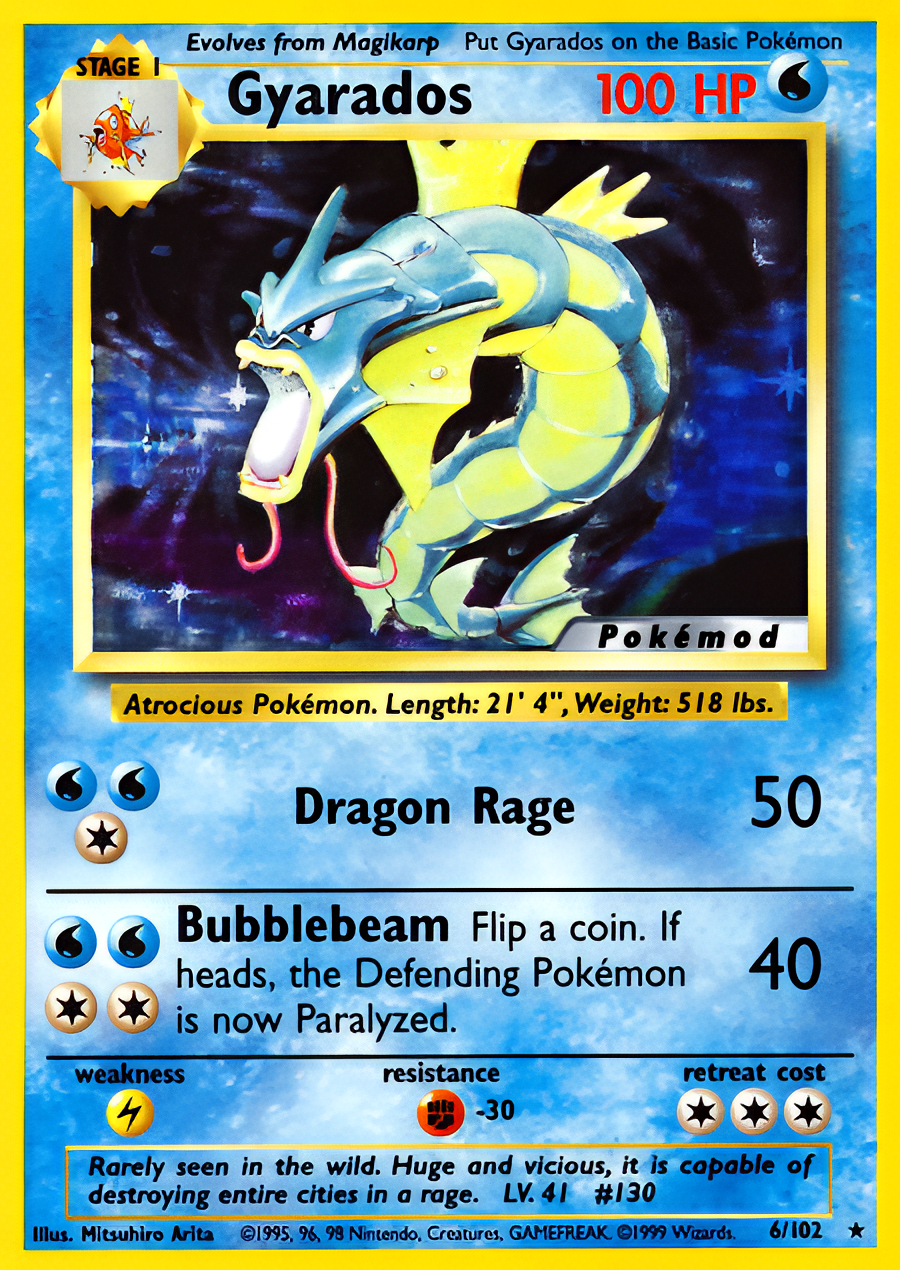 Evolves from Magikarp Put Gyarados on the Basic Pokémon
STAGE 1
Gyarados 100 HP
Pokémod
Atrocious Pokémon. Length: 21' 4", Weight: 518 lbs.
Dragon Rage 50
Bubblebeam Flip a coin. If
heads, the Defending Pokémon
is now Paralyzed.
40
weakness resistance retreat cost
-30
Rarely seen in the wild. Huge and vicious, it is capable of
destroying entire cities in a rage. LV. 41 #130
Illus. Mitsuhiro Arita ©1995, 96, 98 Nintendo, Creatures, GAMEFREAK. ©1999 Wizards. 6/102